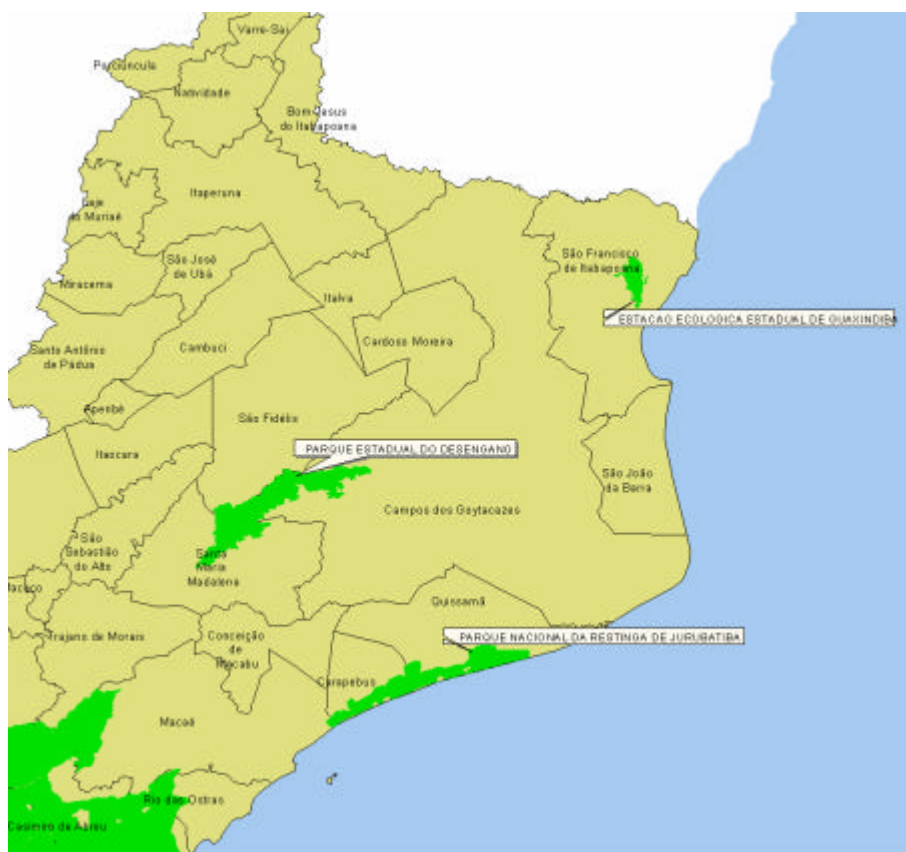 Varre-Sai
Porciúncula
Natividade
Bom Jesus
do Itabapoana
Itaperuna
Laje
do Muriaé
São José
de Ubá
São Francisco
de Itabapoana
Miracema
Italva
ESTACAO ECOLOGICA ESTADUAL DE GUAXINDIBA
Santo Antônio
de Pádua
Cambuci
Cardoso Moreira
Aperibé
São Fidélis
PARQUE ESTADUAL DO DESENGANO
Itaocara
São João
da Barra
Campos dos Goytacazes
São
Sebastião
do Alto
Santa
Maria
Madalena
Macuco
Quissamã
Trajano de Morais
Conceição
de
Macabu
PARQUE NACIONAL DA RESTINGA DE JURUBATIBA
Carapebus
Macaé
Rio das Ostras
Casimiro de Abreu